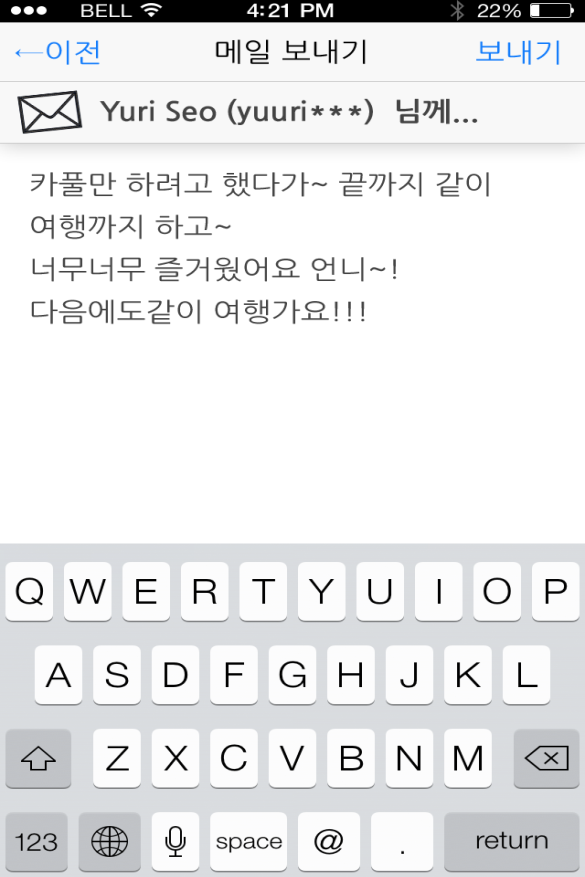 BELL 4:21 PM 22%
←이전 메일 보내기 보내기
Yuri Seo (yuuri***) 님께...
카풀만 하려고 했다가~ 끝까지 같이
여행까지 하고~
너무너무 즐거웠어요 언니~!
다음에도같이 여행가요!!!
Q W E R T Y U I O P
A S D F G H J K L
Z X C V B N M
123 space @ . return